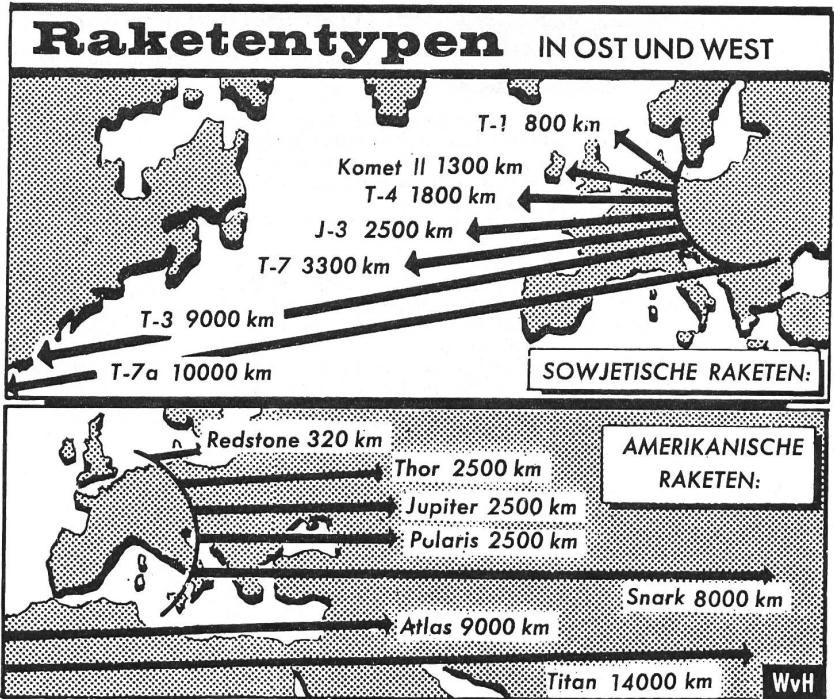 Raketentypen IN OST UND WEST
T-1 800 km
Komet II 1300 km
T-4 1800 km
J-3 2500 km
T-7 3300 km
T-3 9000 km
T-7a 10000 km
SOWJETISCHE RAKETEN:
Redstone 320 km
AMERIKANISCHE
RAKETEN:
Thor 2500 km
Jupiter 2500 km
Polaris 2500 km
Snark 8000 km
Atlas 9000 km
Titan 14000 km
WvH